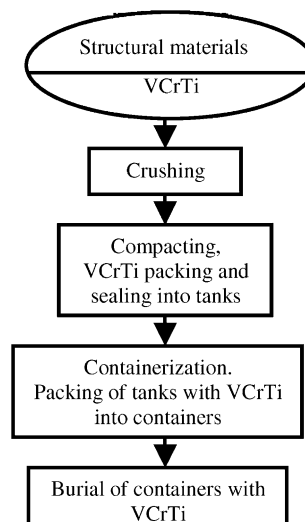 Structural materials
VCrTi
Crushing
Compacting,
VCrTi packing and
sealing into tanks
Containerization.
Packing of tanks with VCrTi
into containers
Burial of containers with
VCrTi